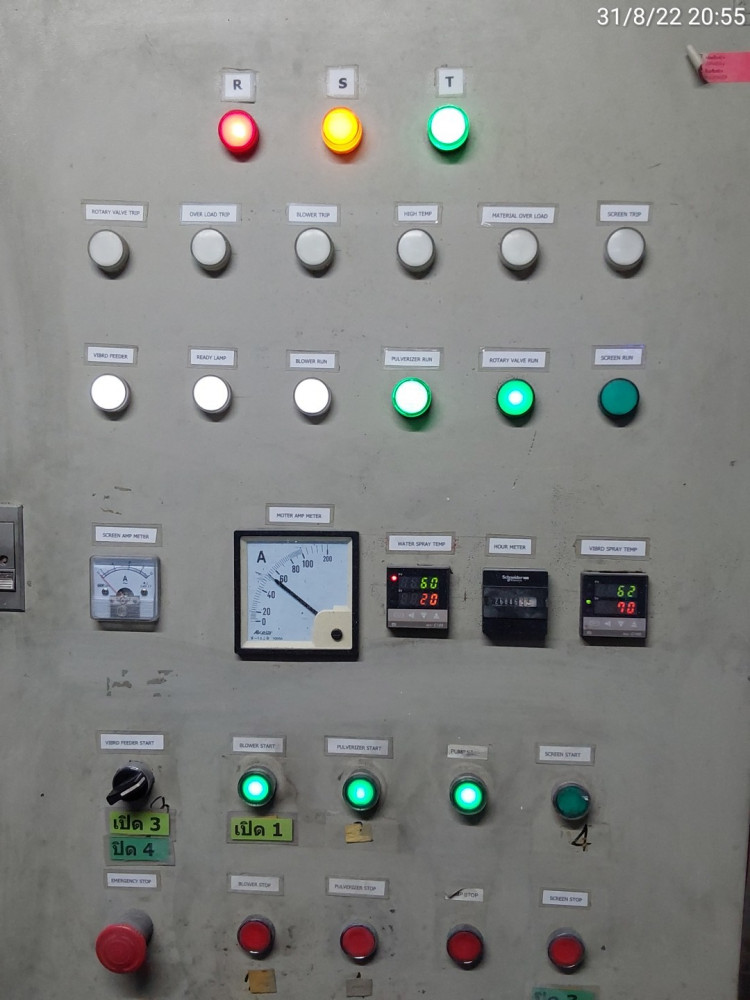 31/8/22 20:55
R
S
T
ROTARY VALVE TRIP
OVER LOAD TRIP
BLOWER TRIP
HIGH TEMP
MATERIAL OVER LOAD
SCREEN TRIP
VIBRO FEEDER
READY LAMP
BLOWER RUN
PULVERIZER RUN
ROTARY VALVE RUN
SCREEN RUN
SCREEN AMP METER
MOTER AMP METER
WATER SPRAY TEMP
HOUR METER
VIBRO SPRAY TEMP
A
A
0
20
40
60
80
100
200
60
20
Schneider
62
70
VIBRO FEEDER START
BLOWER START
PULVERIZER START
PUMP
SCREEN START
เปิด 3
ปิด 4
เปิด 1
2
4
EMERGENCY STOP
BLOWER STOP
PULVERIZER STOP
STOP
SCREEN STOP